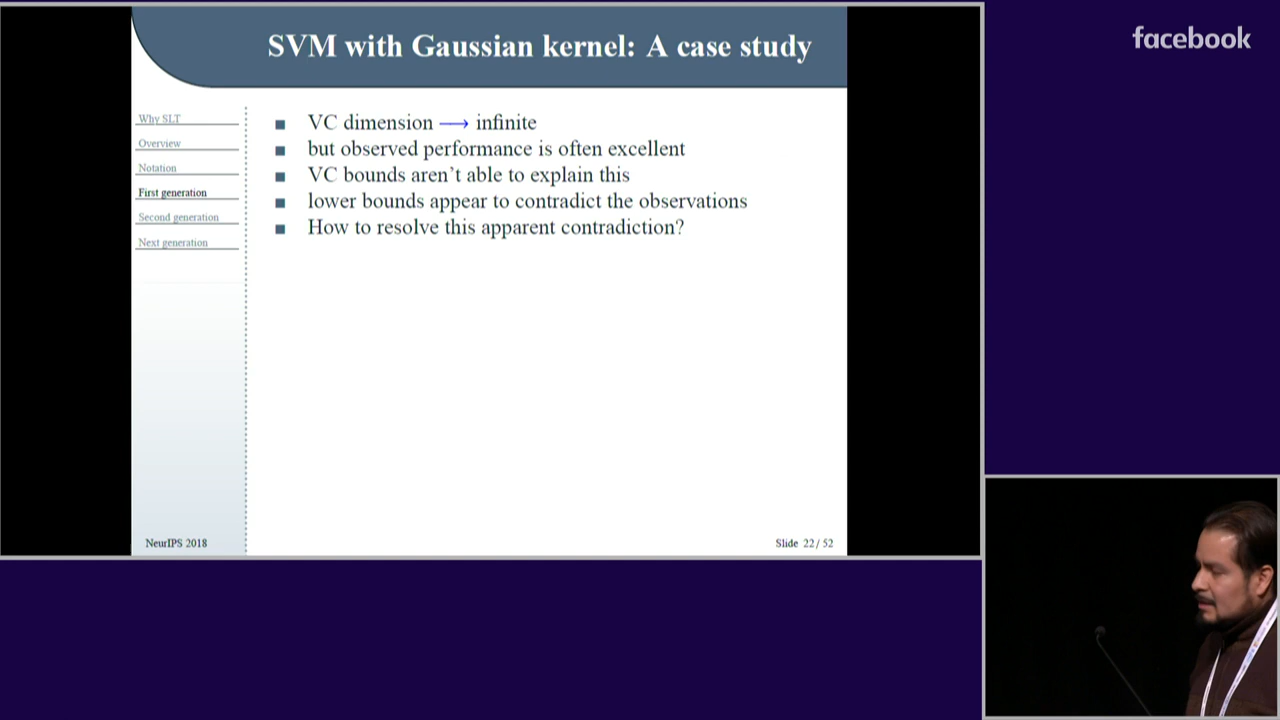 SVM with Gaussian kernel: A case study
facebook
Why SLT
Overview
Notation
First generation
Second generation
Next generation
VC dimension → infinite
but observed performance is often excellent
VC bounds aren't able to explain this
lower bounds appear to contradict the observations
How to resolve this apparent contradiction?
NeurIPS 2018
Slide 22 / 52